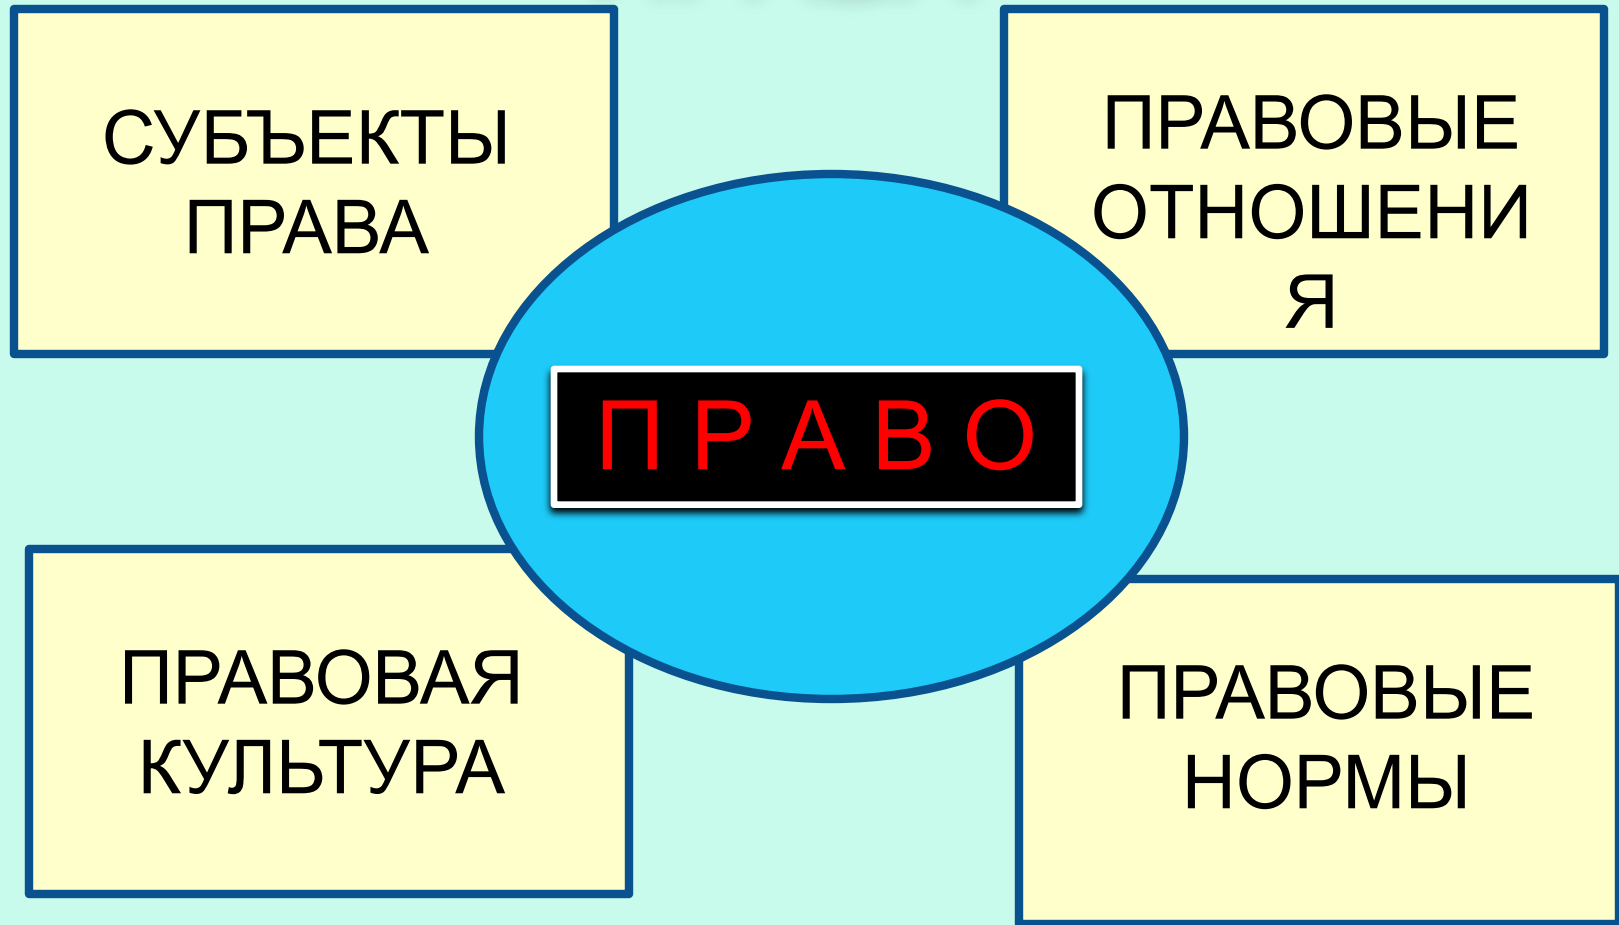 СУБЪЕКТЫ
ПРАВА
ПРАВОВЫЕ
ОТНОШЕНИ
Я
П Р А В О
ПРАВОВАЯ
КУЛЬТУРА
ПРАВОВЫЕ
НОРМЫ